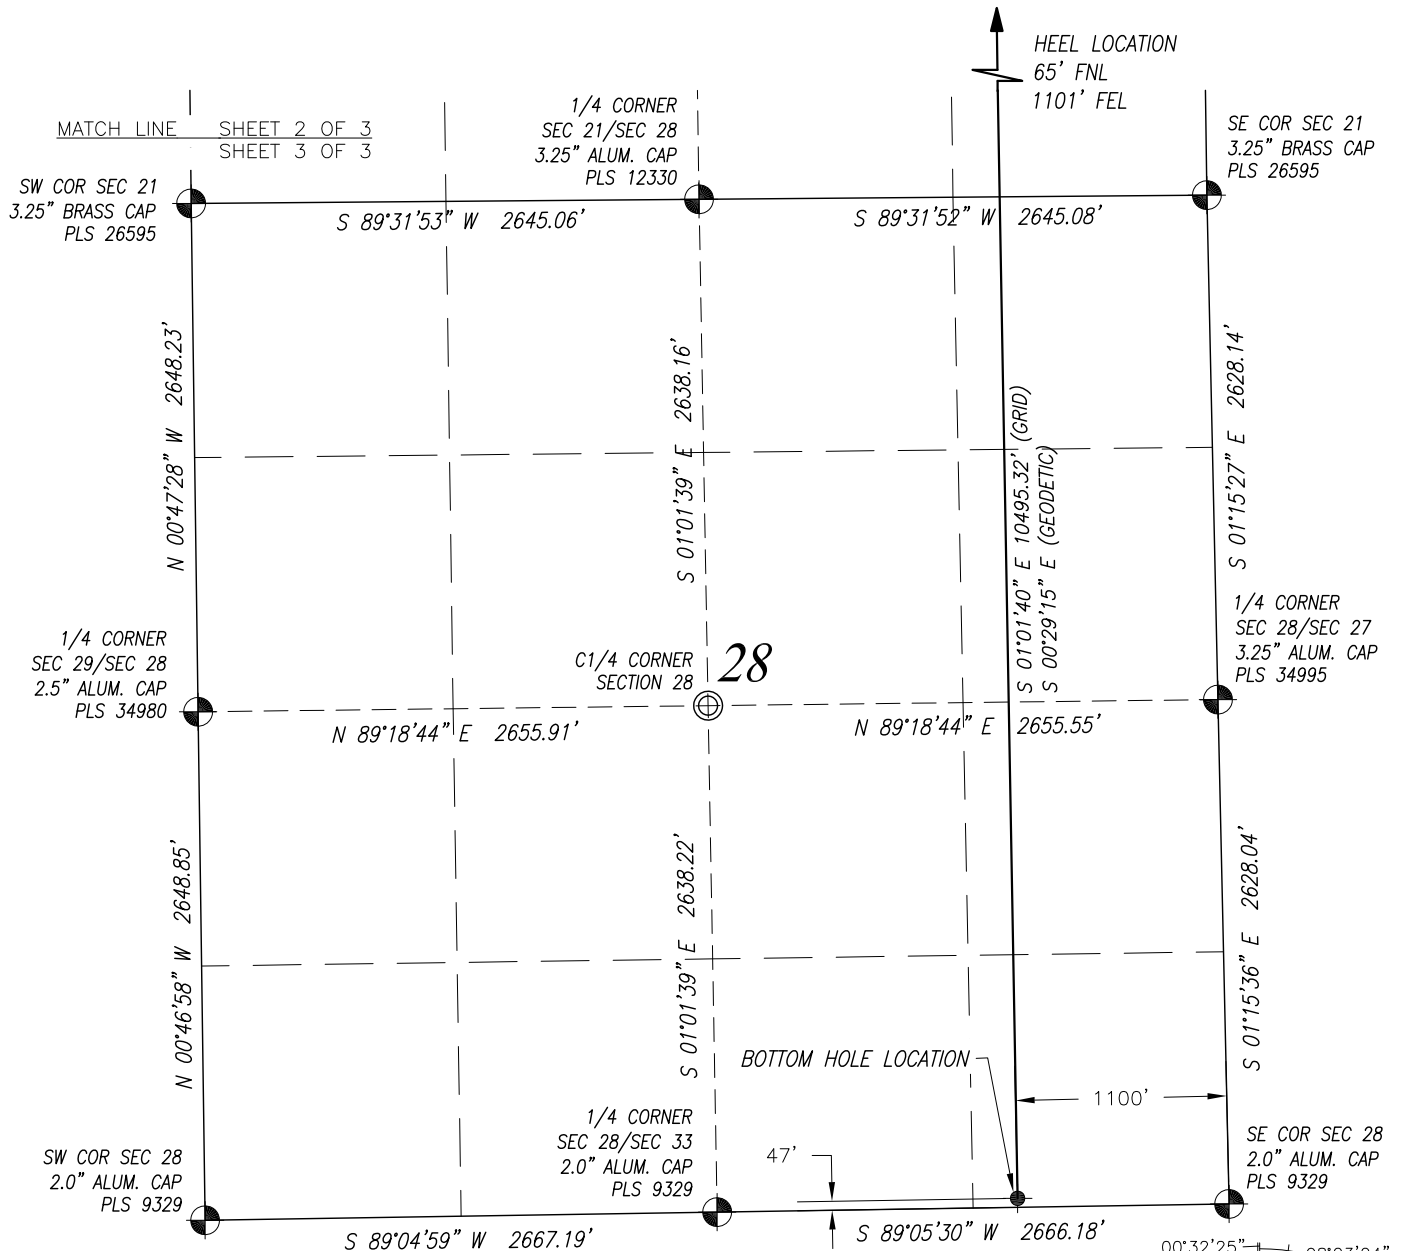 HEEL LOCATION
65' FNL
1101' FEL
MATCH LINE SHEET 2 OF 3
SHEET 3 OF 3
1/4 CORNER
SEC 21/SEC 28
3.25" ALUM. CAP
PLS 12330
SE COR SEC 21
3.25" BRASS CAP
PLS 26595
SW COR SEC 21
3.25" BRASS CAP
PLS 26595
S 89°31'53" W 2645.06'
S 89°31'52" W 2645.08'
N 00°47'28" W 2648.23'
S 01°01'39" E 2638.16'
S 01°01'40" E 10495.32' (GRID)
S 00°29'15" E (GEODETIC)
S 01°15'27" E 2628.14'
1/4 CORNER
SEC 29/SEC 28
2.5" ALUM. CAP
PLS 34980
C1/4 CORNER
SECTION 28
28
1/4 CORNER
SEC 28/SEC 27
3.25" ALUM. CAP
PLS 34995
N 89°18'44" E 2655.91'
N 89°18'44" E 2655.55'
N 00°46'58" W 2648.85'
S 01°01'39" E 2638.22'
S 01°15'36" E 2628.04'
BOTTOM HOLE LOCATION
1100'
47'
SW COR SEC 28
2.0" ALUM. CAP
PLS 9329
1/4 CORNER
SEC 28/SEC 33
2.0" ALUM. CAP
PLS 9329
SE COR SEC 28
2.0" ALUM. CAP
PLS 9329
S 89°04'59" W 2667.19'
S 89°05'30" W 2666.18'
00°32'25"